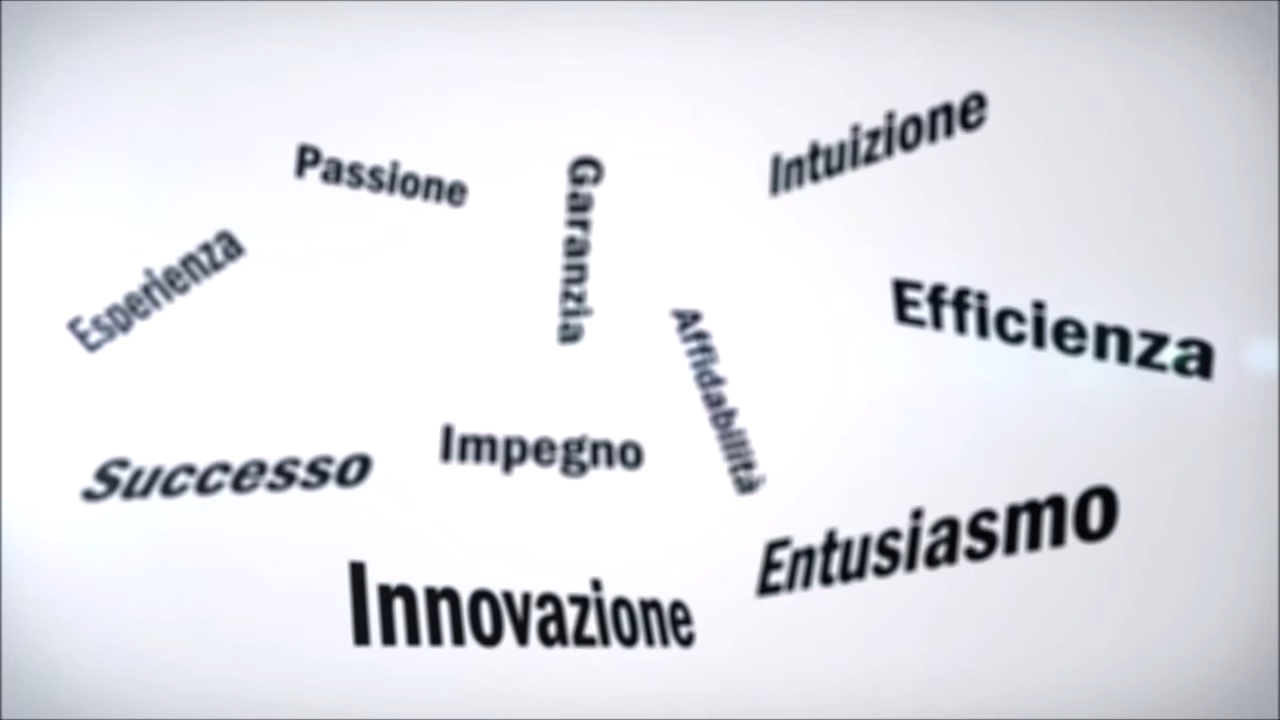 Intuizione
Passione
Garanzia
Esperienza
Efficienza
Affidabilità
Impegno
Successo
Entusiasmo
Innovazione